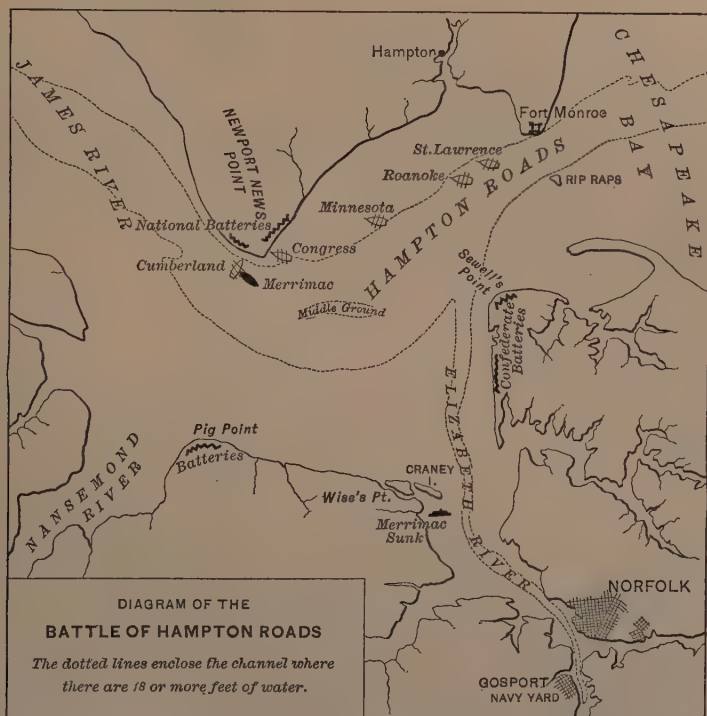 Hampton
CHESAPEAKE
BAY
JAMES RIVER
Fort Monroe
NEWPORT NEWS
POINT
St. Lawrence
Roanoke
HAMPTON ROADS
RIP RAPS
Minnesota
National Batteries
Congress
Cumberland
Merrimac
Sewell's
Point
Middle Ground
Confederate
Batteries
ELIZABETH RIVER
Pig Point
Batteries
NANSEMOND
RIVER
CRANEY I.
Wise's Pt.
Merrimac
Sunk
NORFOLK
GOSPORT
NAVY YARD
DIAGRAM OF THE
BATTLE OF HAMPTON ROADS
The dotted lines enclose the channel where
there are 18 or more feet of water.